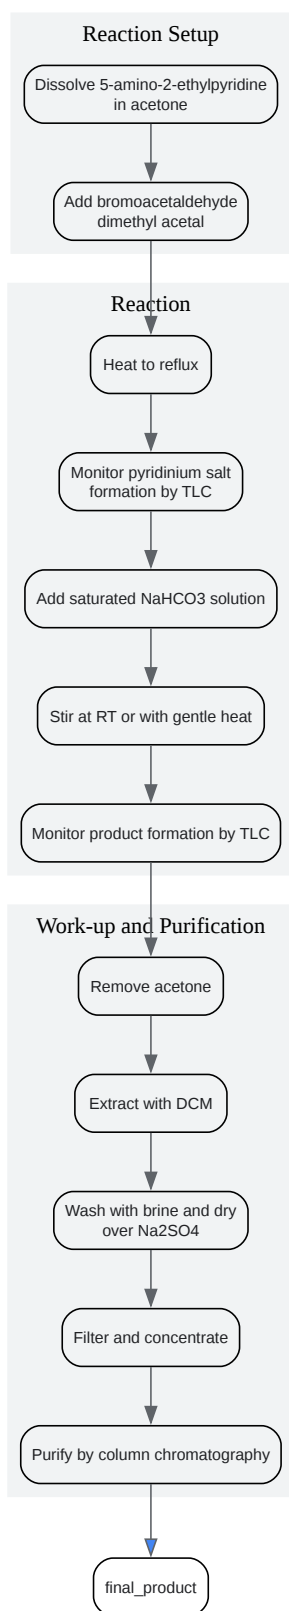 Reaction Setup
Dissolve 5-amino-2-ethylpyridine
in acetone
Add bromoacetaldehyde
dimethyl acetal
Reaction
Heat to reflux
Monitor pyridinium salt
formation by TLC
Add saturated NaHCO3 solution
Stir at RT or with gentle heat
Monitor product formation by TLC
Work-up and Purification
Remove acetone
Extract with DCM
Wash with brine and dry
over Na2SO4
Filter and concentrate
Purify by column chromatography
final_product